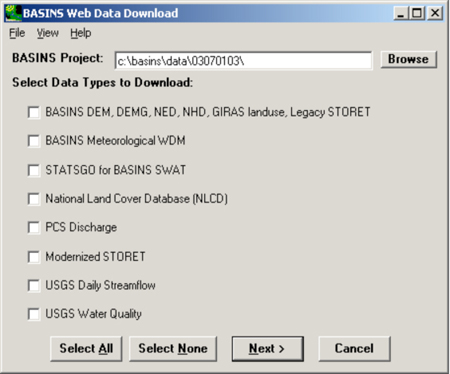 BASINS Web Data Download
File View Help
BASINS Project: c:\basins\data\03070103\ Browse
Select Data Types to Download:
BASINS DEM, DEMG, NED, NHD, GIRAS landuse, Legacy STORET
BASINS Meteorological WDM
STATSGO for BASINS SWAT
National Land Cover Database (NLCD)
PCS Discharge
Modernized STORET
USGS Daily Streamflow
USGS Water Quality
Select All Select None Next > Cancel